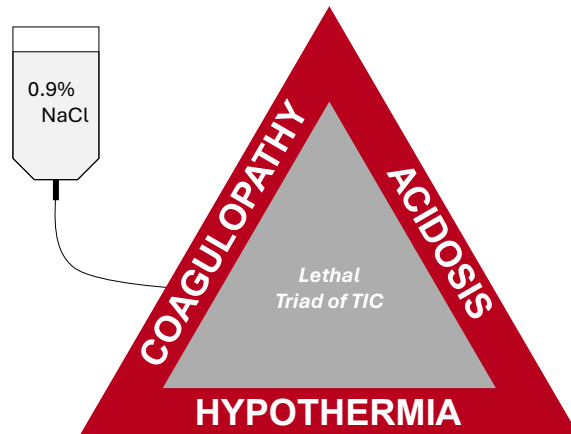 0.9%
NaCl
COAGULOPATHY
ACIDOSIS
Lethal
Triad of TIC
HYPOTHERMIA